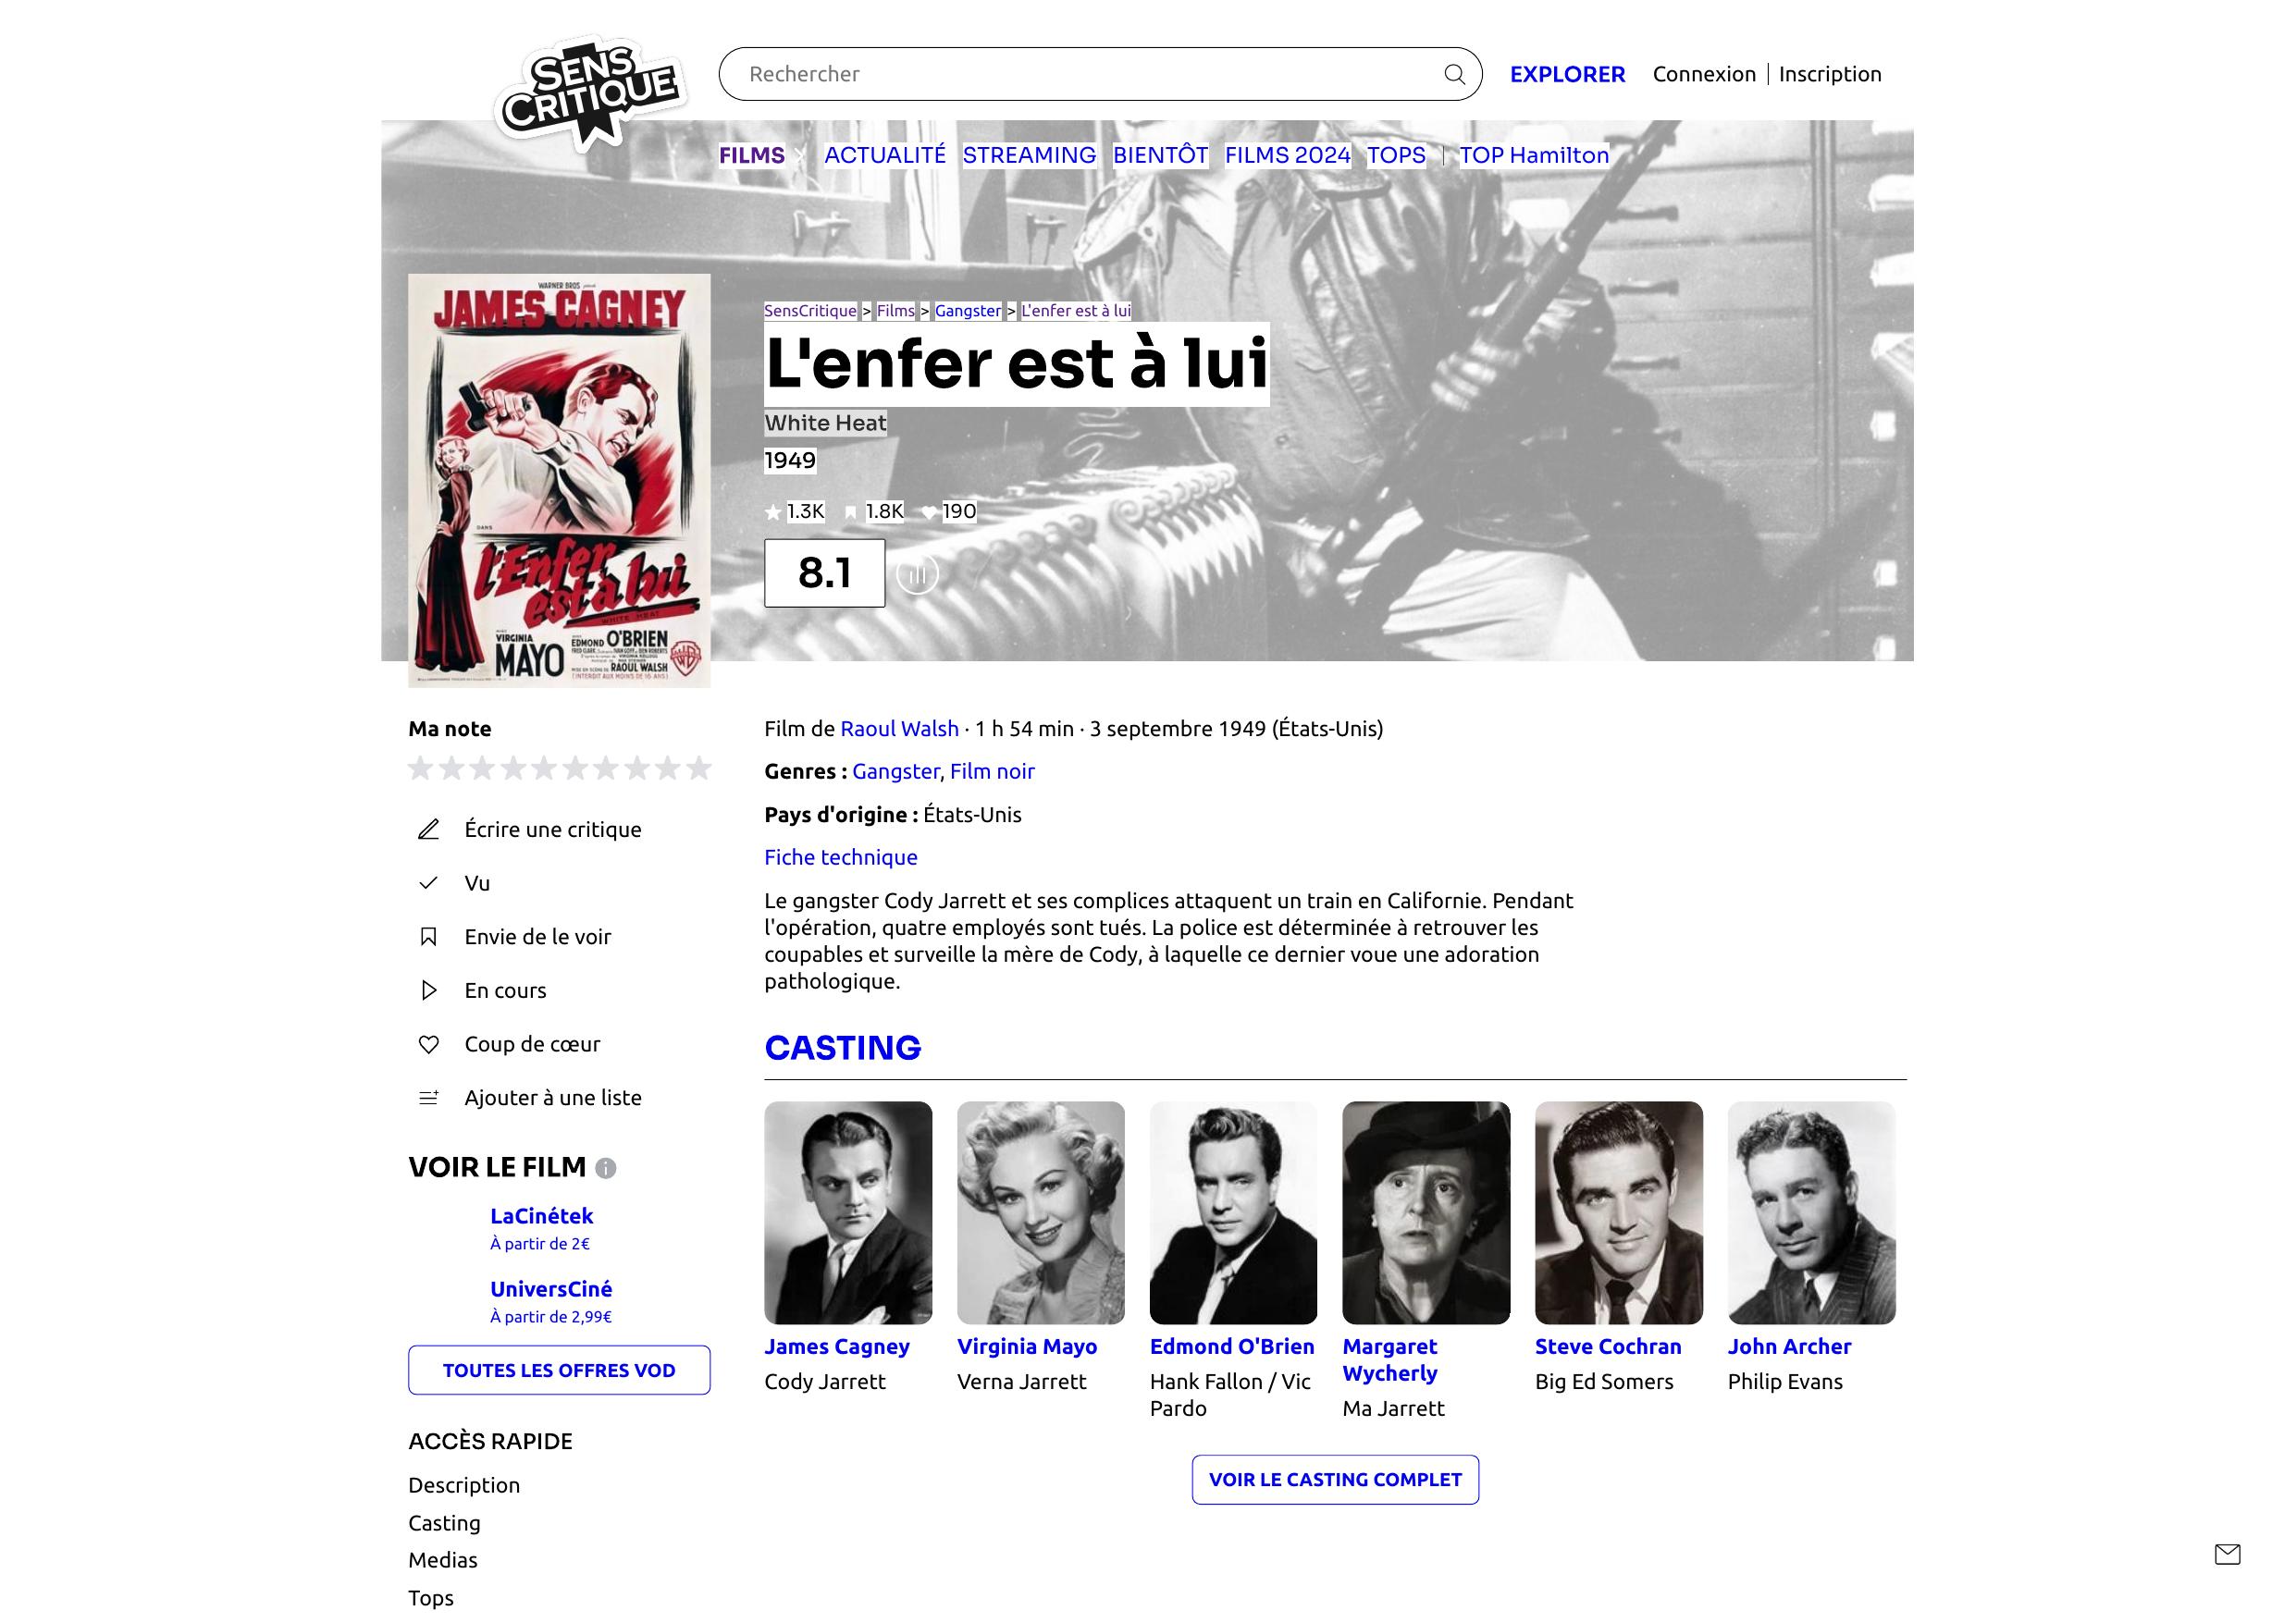 SENS
CRITIQUE
Rechercher
EXPLORER
Connexion | Inscription
FILMS
ACTUALITÉ
STREAMING
BIENTÔT
FILMS 2024
TOPS
|
TOP Hamilton
WARNER BROS
JAMES CAGNEY
DANS
l'Enfer
est à lui
WHITE HEAT
VIRGINIA
MAYO
EDMOND O'BRIEN
RAOUL WALSH
WB
SensCritique > Films > Gangster > L'enfer est à lui
L'enfer est à lui
White Heat
1949
1.3K 1.8K 190
8.1
Ma note
Écrire une critique
Vu
Envie de le voir
En cours
Coup de cœur
Ajouter à une liste
VOIR LE FILM
LaCinétek
À partir de 2€
UniversCiné
À partir de 2,99€
TOUTES LES OFFRES VOD
ACCÈS RAPIDE
Description
Casting
Medias
Tops
Film de Raoul Walsh · 1 h 54 min · 3 septembre 1949 (États-Unis)
Genres : Gangster, Film noir
Pays d'origine : États-Unis
Fiche technique
Le gangster Cody Jarrett et ses complices attaquent un train en Californie. Pendant
l'opération, quatre employés sont tués. La police est déterminée à retrouver les
coupables et surveille la mère de Cody, à laquelle ce dernier voue une adoration
pathologique.
CASTING
James Cagney
Cody Jarrett
Virginia Mayo
Verna Jarrett
Edmond O'Brien
Hank Fallon / Vic
Pardo
Margaret
Wycherly
Ma Jarrett
Steve Cochran
Big Ed Somers
John Archer
Philip Evans
VOIR LE CASTING COMPLET